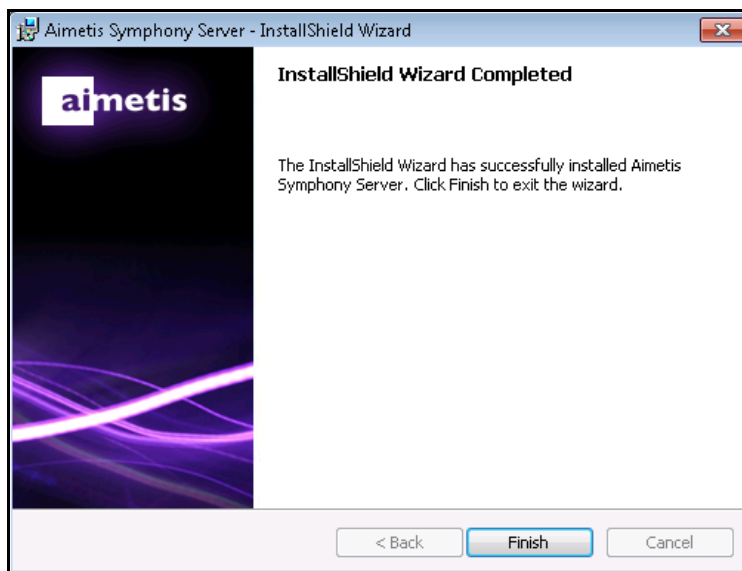 Aimetis Symphony Server - InstallShield Wizard
aimetis
InstallShield Wizard Completed
The InstallShield Wizard has successfully installed Aimetis
Symphony Server. Click Finish to exit the wizard.
< Back
Finish
Cancel